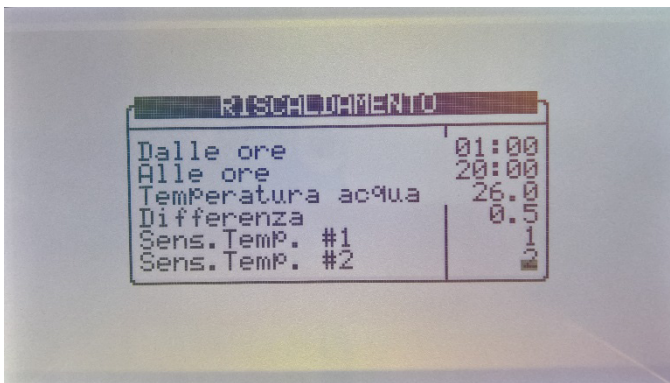 RISCALDAMENTO
Dalle ore 01:00
Alle ore 20:00
Temperatura acqua 26.0
Differenza 0.5
Sens.Temp. #1 1
Sens.Temp. #2 2